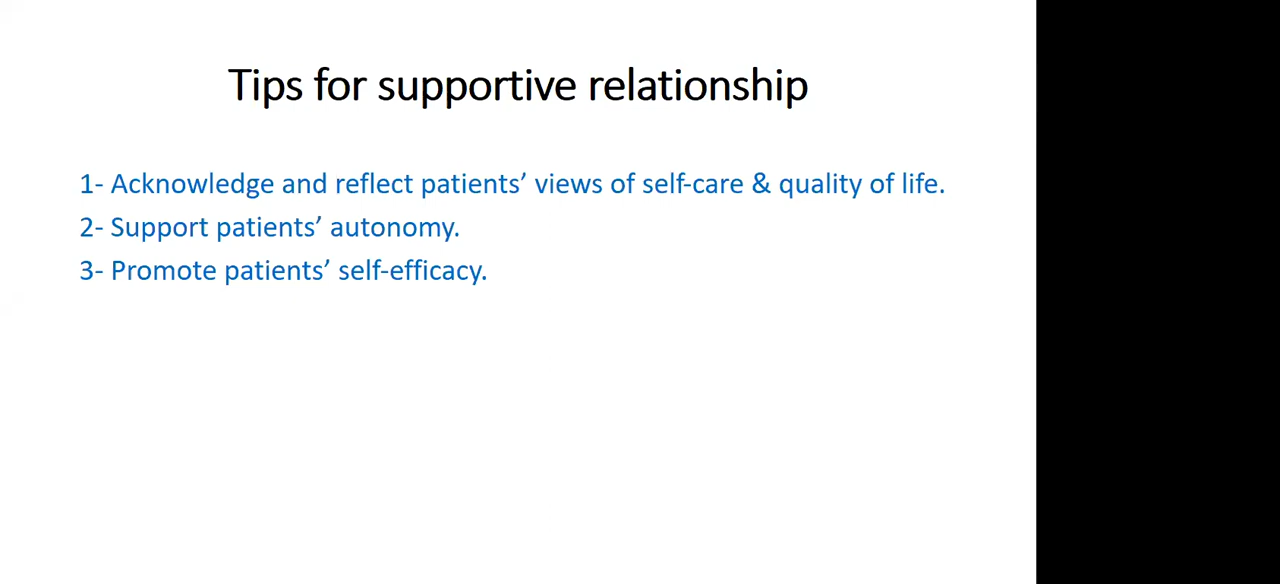 Tips for supportive relationship
1- Acknowledge and reflect patients’ views of self-care & quality of life.
2- Support patients’ autonomy.
3- Promote patients’ self-efficacy.